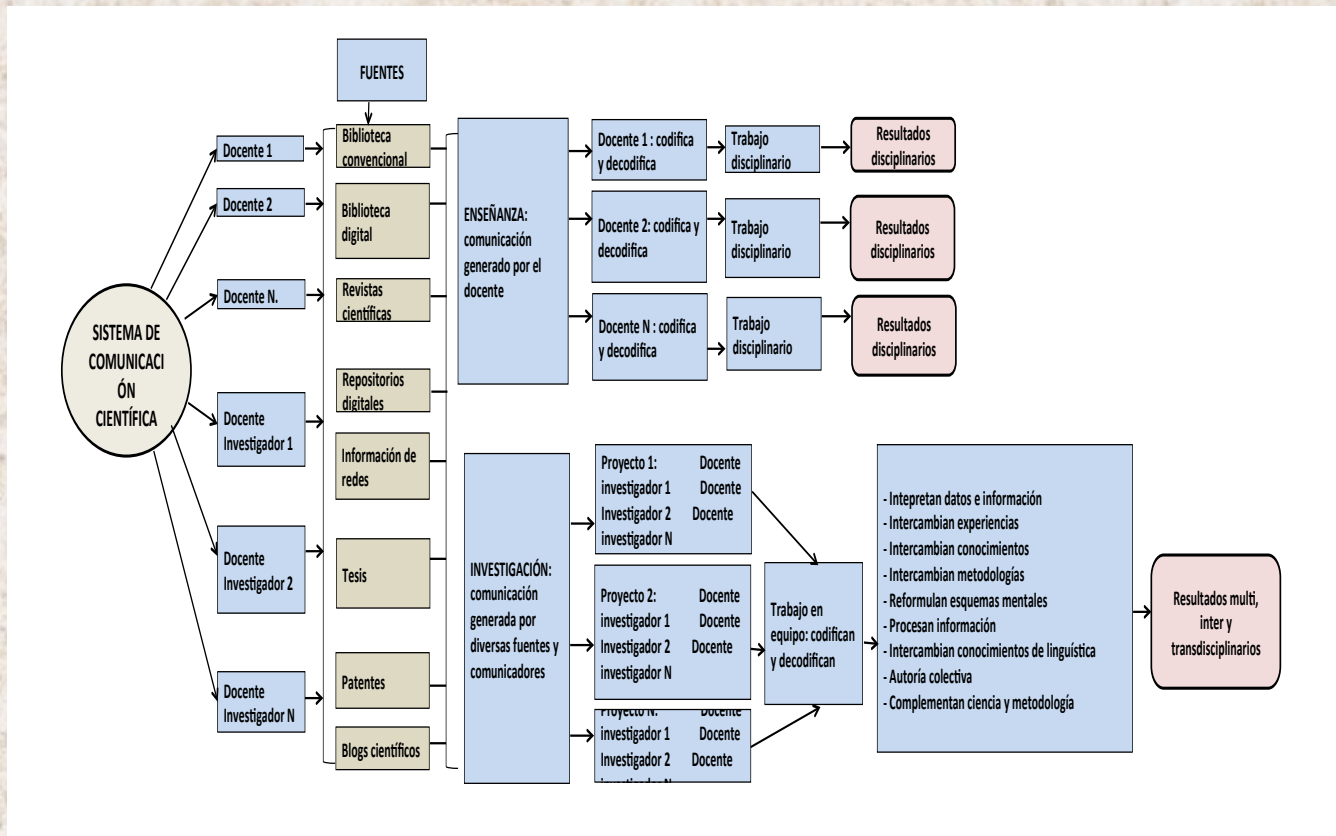 FUENTES
Docente 1
Docente 2
Docente N.
SISTEMA DE
COMUNICACI
ÓN
CIENTÍFICA
Docente
Investigador 1
Docente
Investigador 2
Docente
Investigador N
Biblioteca
convencional
Biblioteca
digital
Revistas
científicas
Repositorios
digitales
Información de
redes
Tesis
Patentes
Blogs científicos
ENSEÑANZA:
comunicación
generado por el
docente
Docente 1 : codifica
y decodifica
Trabajo
disciplinario
Resultados
disciplinarios
Docente 2: codifica y
decodifica
Trabajo
disciplinario
Resultados
disciplinarios
Docente N : codifica
y decodifica
Trabajo
disciplinario
Resultados
disciplinarios
INVESTIGACIÓN:
comunicación
generada por
diversas fuentes y
comunicadores
Proyecto 1: Docente
investigador 1 Docente
Investigador 2 Docente
investigador N
Proyecto 2: Docente
investigador 1 Docente
Investigador 2 Docente
investigador N
Proyecto N: Docente
investigador 1 Docente
Investigador 2 Docente
investigador N
Trabajo en
equipo: codifican
y decodifican
- Intepretan datos e información
- Intercambian experiencias
- Intercambian conocimientos
- Intercambian metodologías
- Reformulan esquemas mentales
- Procesan información
- Intercambian conocimientos de linguística
- Autoría colectiva
- Complementan ciencia y metodología
Resultados multi,
inter y
transdisciplinarios